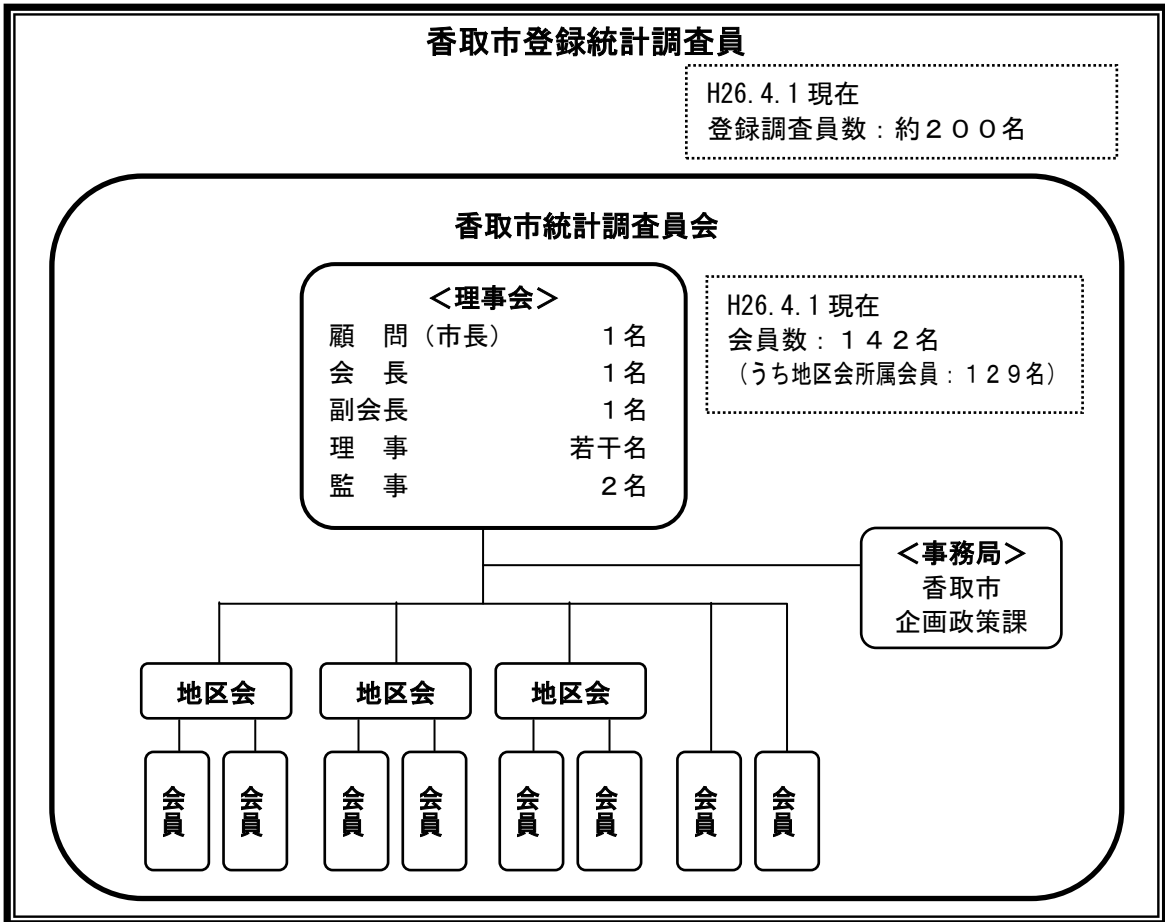 香取市登録統計調査員
H26.4.1 現在
登録調査員数：約２００名
香取市統計調査員会
＜理事会＞
顧　問（市長）　１名
会　長　１名
副会長　１名
理　事　若干名
監　事　２名
H26.4.1 現在
会員数：１４２名
（うち地区会所属会員：１２９名）
＜事務局＞
香取市
企画政策課
地区会
地区会
地区会
会員
会員
会員
会員
会員
会員
会員
会員